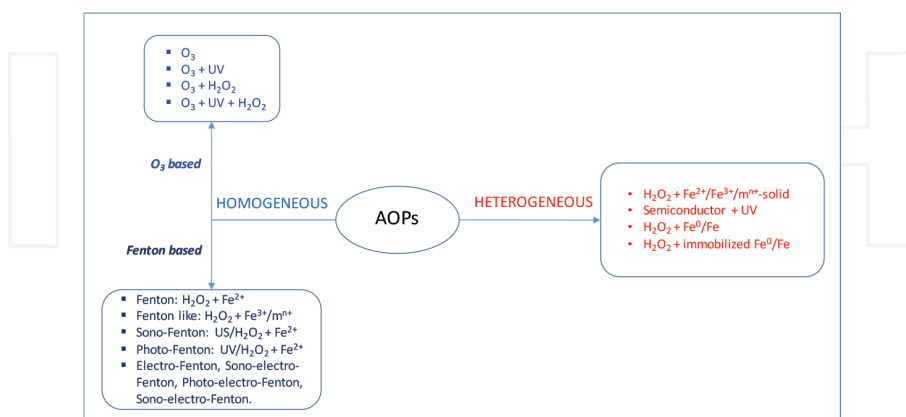 ▪ O₃
▪ O₃ + UV
▪ O₃ + H₂O₂
▪ O₃ + UV + H₂O₂
O₃ based
HOMOGENEOUS
AOPs
HETEROGENEOUS
• H₂O₂ + Fe²⁺/Fe³⁺/mⁿ⁺-solid
• Semiconductor + UV
• H₂O₂ + Fe⁰/Fe
• H₂O₂ + immobilized Fe⁰/Fe
Fenton based
▪ Fenton: H₂O₂ + Fe²⁺
▪ Fenton like: H₂O₂ + Fe³⁺/mⁿ⁺
▪ Sono-Fenton: US/H₂O₂ + Fe²⁺
▪ Photo-Fenton: UV/H₂O₂ + Fe²⁺
▪ Electro-Fenton, Sono-electro-
Fenton, Photo-electro-Fenton,
Sono-electro-Fenton.